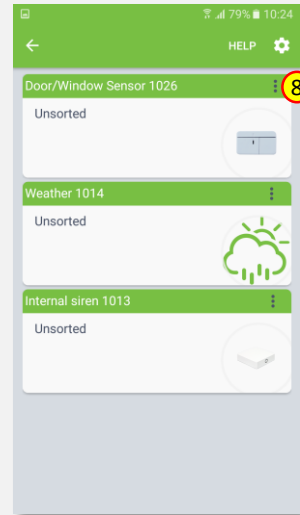 79% 10:24
HELP
Door/Window Sensor 1026
8
Unsorted
Weather 1014
Unsorted
Internal siren 1013
Unsorted